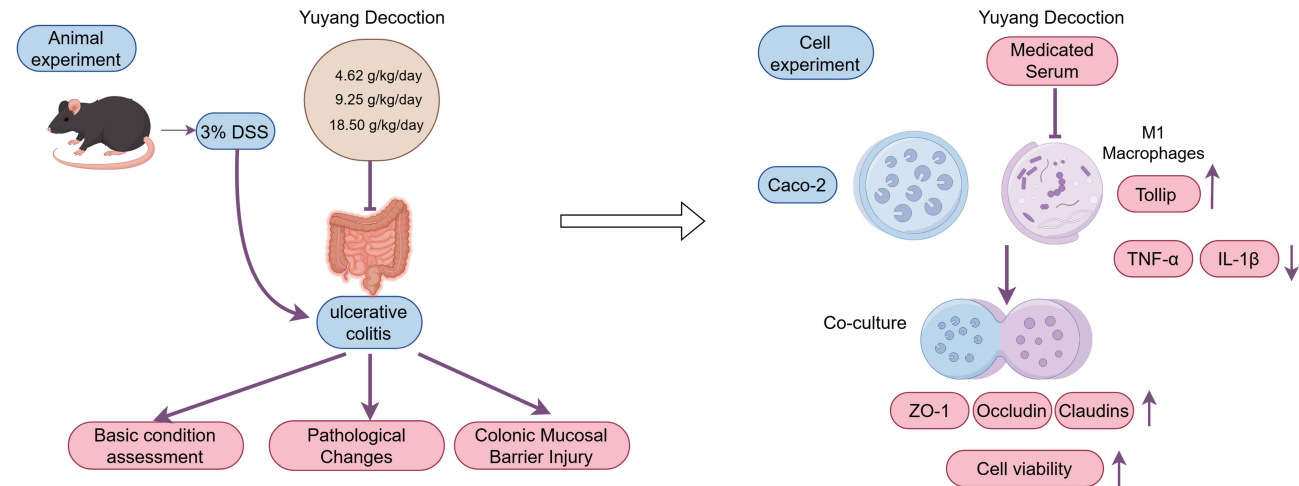 Yuyang Decoction
Animal
experiment
4.62 g/kg/day
9.25 g/kg/day
18.50 g/kg/day
3% DSS
ulcerative
colitis
Basic condition
assessment
Pathological
Changes
Colonic Mucosal
Barrier Injury
Yuyang Decoction
Cell
experiment
Medicated
Serum
M1
Macrophages
Caco-2
Tollip
TNF-α
IL-1β
Co-culture
ZO-1
Occludin
Claudins
Cell viability